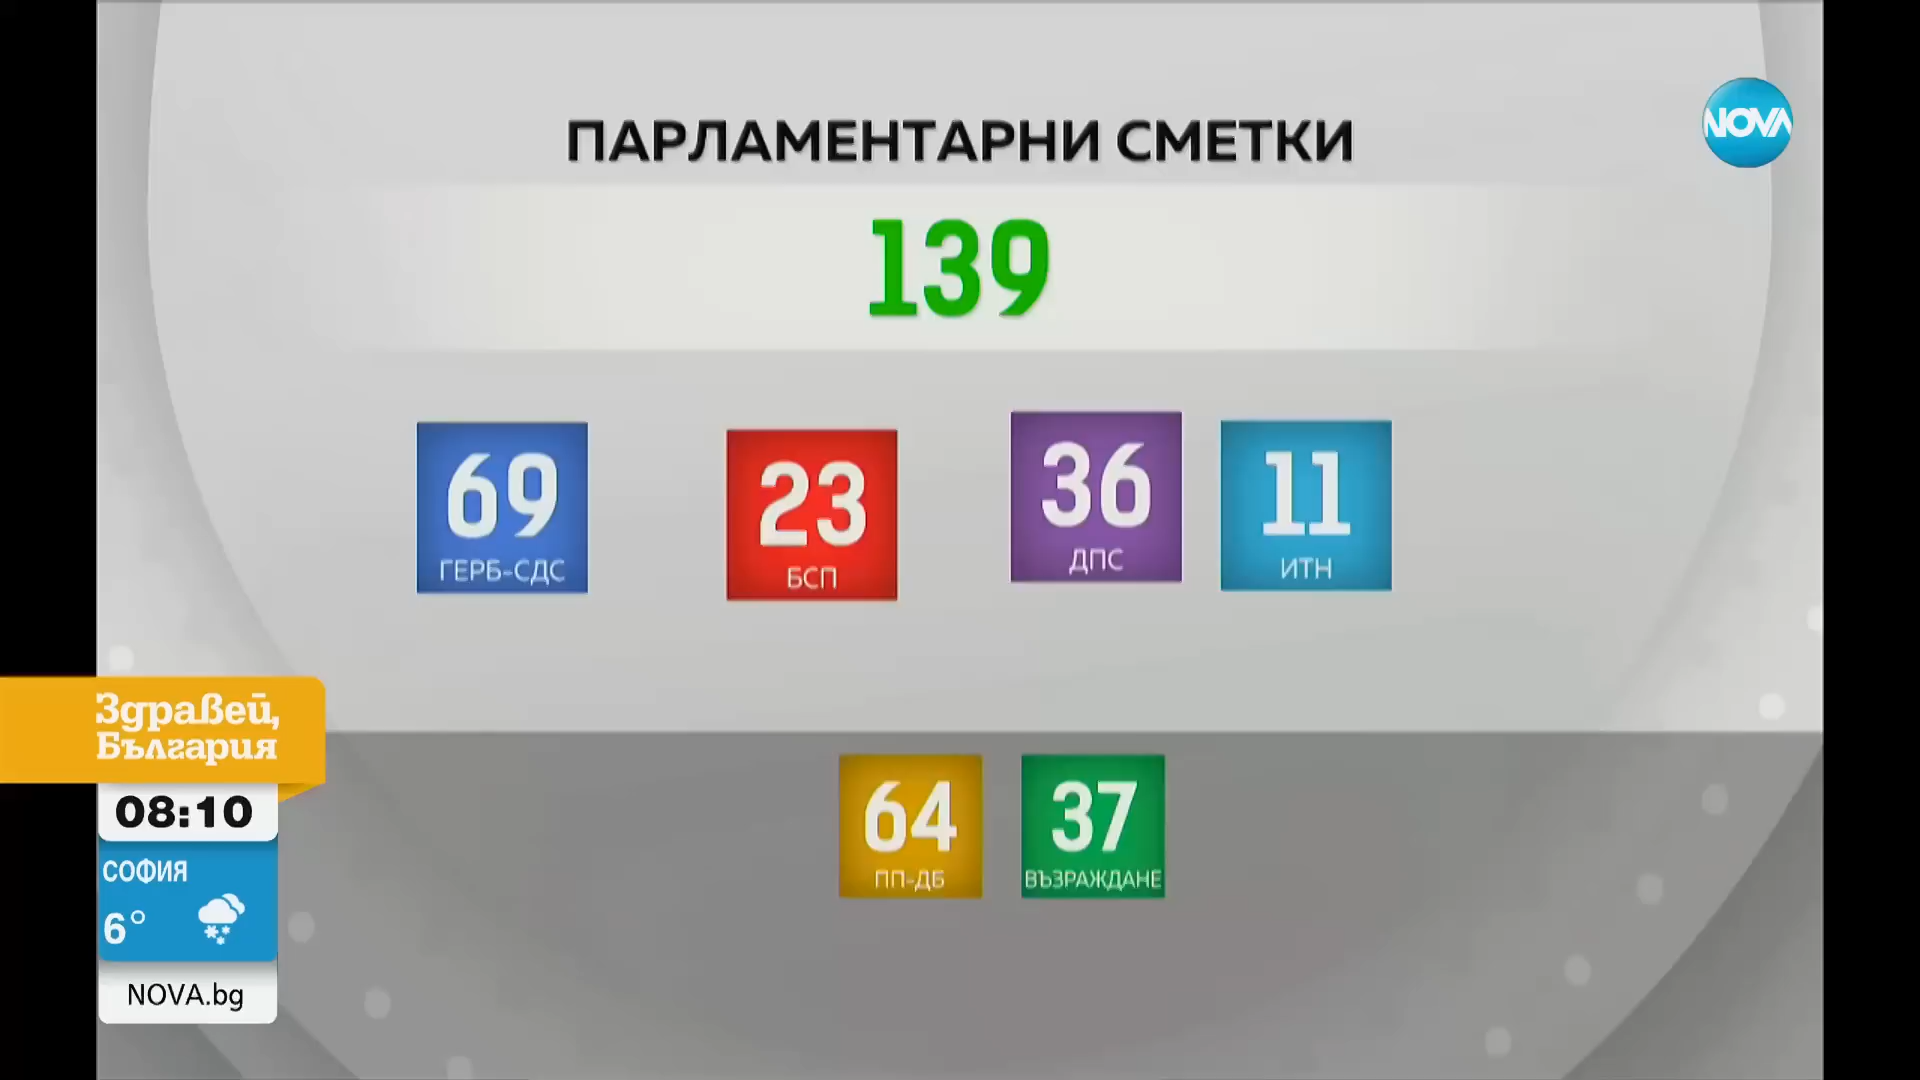 ПАРЛАМЕНТАРНИ СМЕТКИ
NOVA
139
69
ГЕРБ-СДС
23
БСП
36
ДПС
11
ИТН
64
ПП-ДБ
37
ВЪЗРАЖДАНЕ
Здравей,
България
08:10
СОФИЯ
6°
NOVA.bg